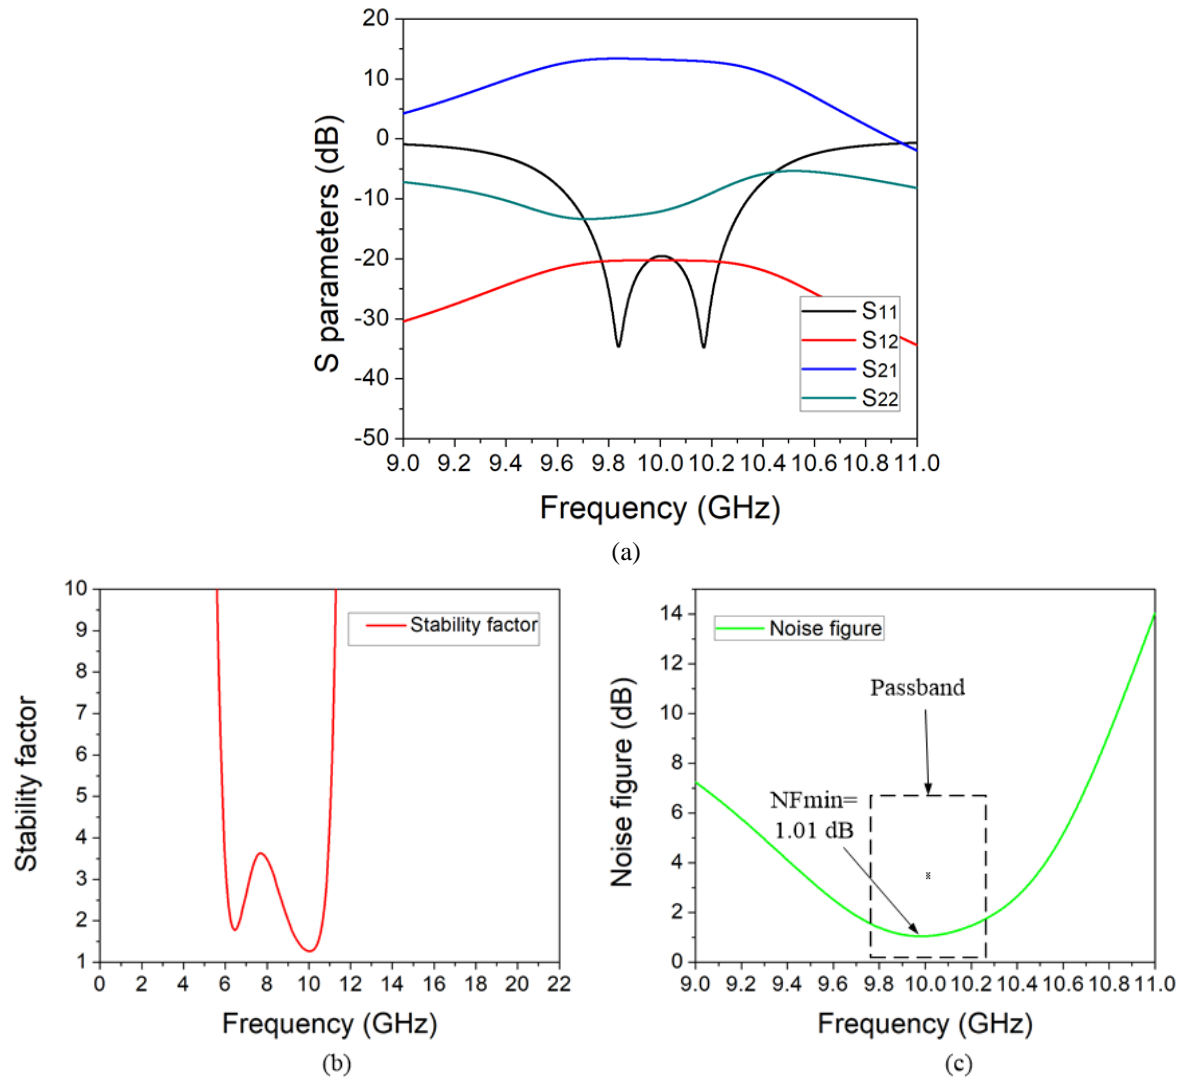 20
10
0
-10
-20
-30
-40
-50
S parameters (dB)
S11
S12
S21
S22
9.0 9.2 9.4 9.6 9.8 10.0 10.2 10.4 10.6 10.8 11.0
Frequency (GHz)
(a)
10
9
8
7
6
5
4
3
2
1
Stability factor
Stability factor
0 2 4 6 8 10 12 14 16 18 20 22
Frequency (GHz)
(b)
14
12
10
8
6
4
2
0
Noise figure (dB)
Noise figure
Passband
NFmin=
1.01 dB
9.0 9.2 9.4 9.6 9.8 10.0 10.2 10.4 10.6 10.8 11.0
Frequency (GHz)
(c)